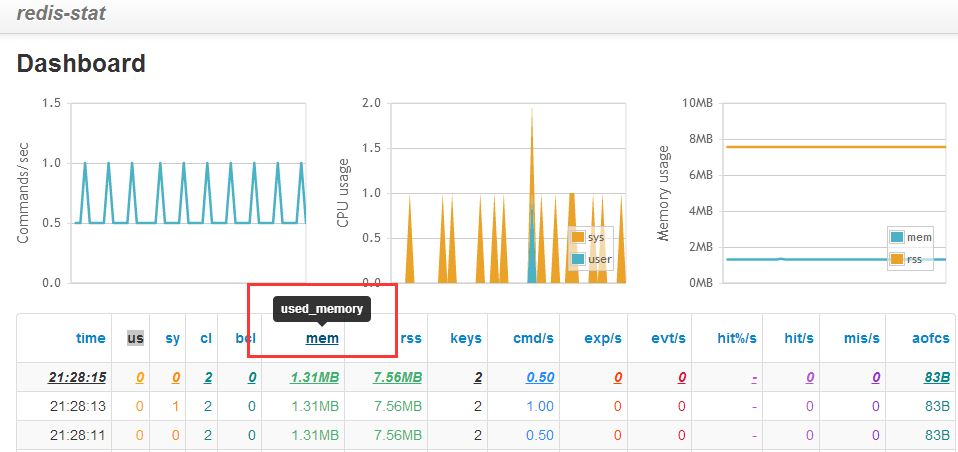 redis-stat
Dashboard
1.5
1.0
0.5
0.0
Commands/sec
2.0
1.5
1.0
0.5
0.0
CPU usage
sys
user
10MB
8MB
6MB
4MB
2MB
0MB
Memory usage
mem
rss
used_memory
time us sy cl bcl mem rss keys cmd/s exp/s evt/s hit%/s hit/s mis/s aofcs
21:28:15 0 0 2 0 1.31MB 7.56MB 2 0.50 0 0 - 0 0 83B
21:28:13 0 1 2 0 1.31MB 7.56MB 2 1.00 0 0 - 0 0 83B
21:28:11 0 0 2 0 1.31MB 7.56MB 2 0.50 0 0 - 0 0 83B